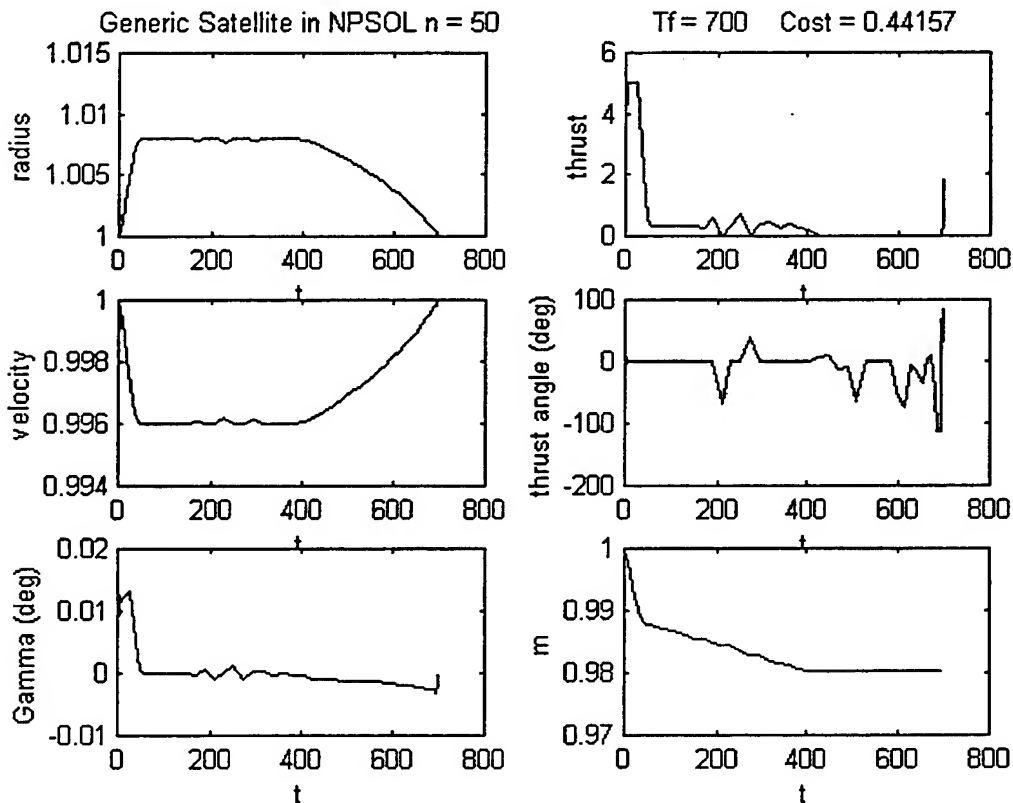 Generic Satellite in NPSOL n = 50
Tf = 700 Cost = 0.44157
1.015
1.01
1.005
1
radius
0 200 400 600 800
t
6
4
2
0
thrust
0 200 400 600 800
t
1
0.998
0.996
0.994
velocity
0 200 400 600 800
t
100
0
-100
-200
thrust angle (deg)
0 200 400 600 800
t
0.02
0.01
0
-0.01
Gamma (deg)
0 200 400 600 800
t
1
0.99
0.98
0.97
m
0 200 400 600 800
t